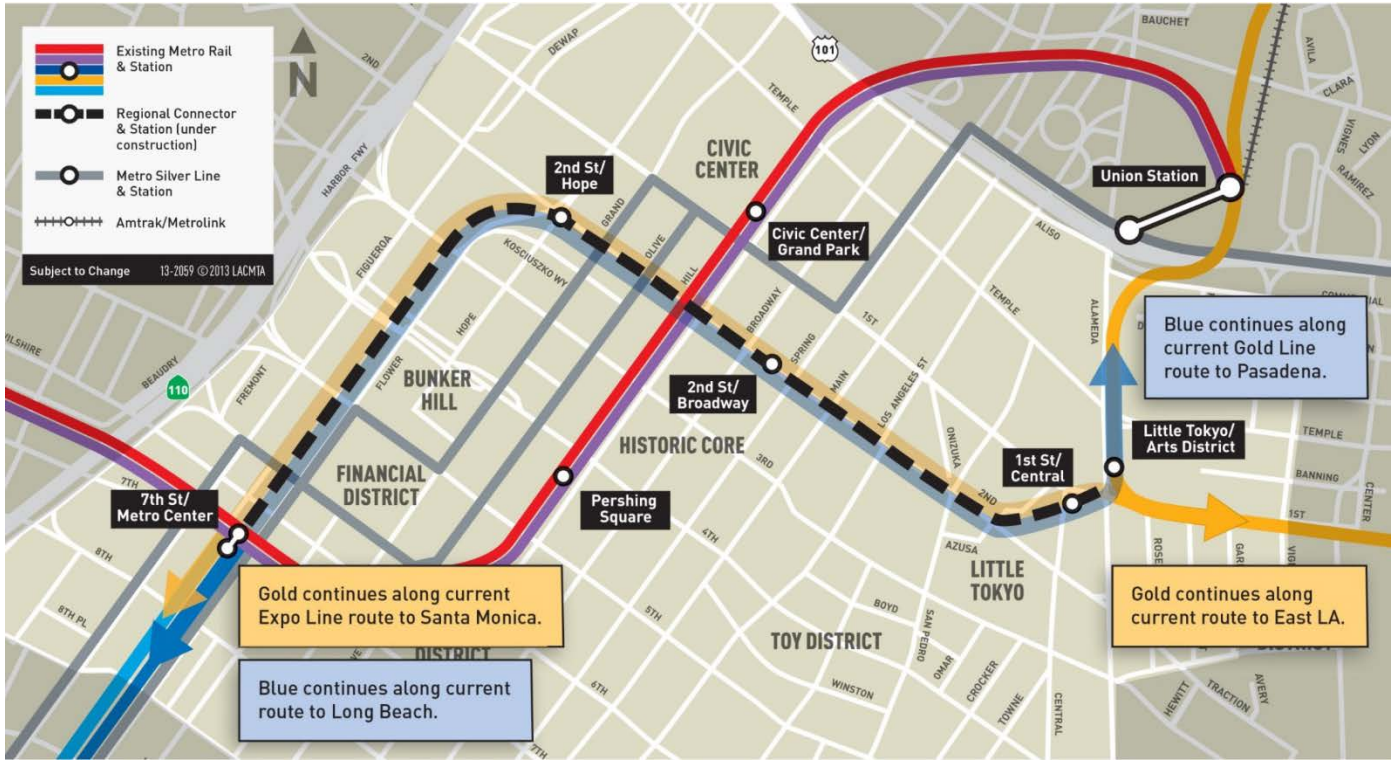 Existing Metro Rail
& Station
Regional Connector
& Station (under
construction)
Metro Silver Line
& Station
Amtrak/Metrolink
Subject to Change
13-2059 © 2013 LACMTA
N
2ND
DEWAP
101
BAUCHET
AVILA
CLARA
VIGNES
LYON
RAMIREZ
TEMPLE
HARBOR FWY
CIVIC
CENTER
2nd St/
Hope
Union Station
GRAND
OLIVE
HILL
Civic Center/
Grand Park
ALISO
FIGUEROA
KOSCIUSZKO WY
TEMPLE
ALAMEDA
COMMERCIAL
HOPE
FLOWER
BROADWAY
SPRING
MAIN
1ST
LOS ANGELES ST
Blue continues along
current Gold Line
route to Pasadena.
WILSHIRE
BEAUDRY
110
FREMONT
BUNKER
HILL
2nd St/
Broadway
ONIZUKA
Little Tokyo/
Arts District
TEMPLE
BANNING
CENTER
1ST
HISTORIC CORE
3RD
1st St/
Central
2ND
FINANCIAL
DISTRICT
7TH
7th St/
Metro Center
Pershing
Square
4TH
AZUSA
LITTLE
TOKYO
8TH
8TH PL
5TH
6TH
7TH
Gold continues along current
Expo Line route to Santa Monica.
DISTRICT
Blue continues along current
route to Long Beach.
TOY DISTRICT
BOYD
SAN PEDRO
OMAR
CROCKER
TOWNE
WINSTON
CENTRAL
ROSE
GAR
VIG
Gold continues along
current route to East LA.
DISTRICT
HEWITT
TRACTION
AVERY